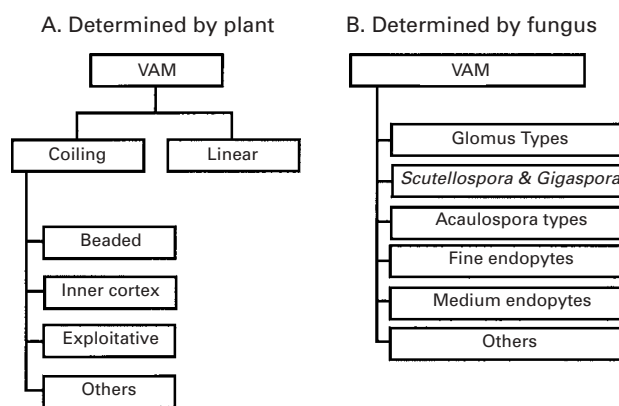 A. Determined by plant
VAM
Coiling
Linear
Beaded
Inner cortex
Exploitative
Others
B. Determined by fungus
VAM
Glomus Types
Scutellospora & Gigaspora
Acaulospora types
Fine endopytes
Medium endopytes
Others